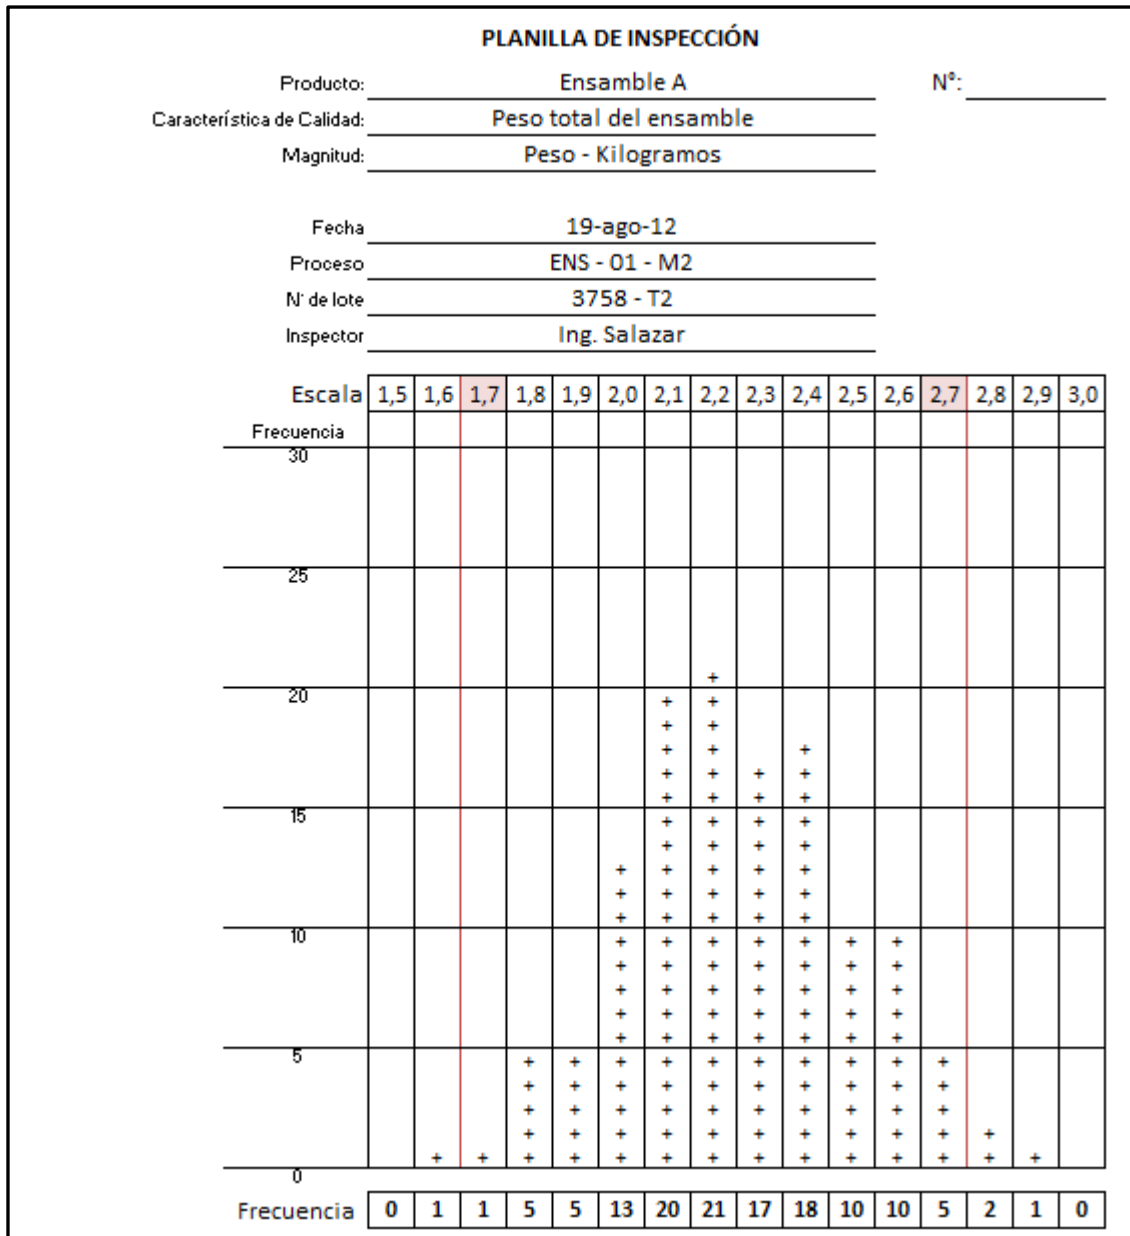 PLANILLA DE INSPECCIÓN
Producto: Ensamble A N°:
Característica de Calidad: Peso total del ensamble
Magnitud: Peso - Kilogramos
Fecha 19-ago-12
Proceso ENS - 01 - M2
N° de lote 3758 - T2
Inspector Ing. Salazar
Escala 1,5 1,6 1,7 1,8 1,9 2,0 2,1 2,2 2,3 2,4 2,5 2,6 2,7 2,8 2,9 3,0
Frecuencia
30
25
20
15
10
5
0
Frecuencia 0 1 1 5 5 13 20 21 17 18 10 10 5 2 1 0